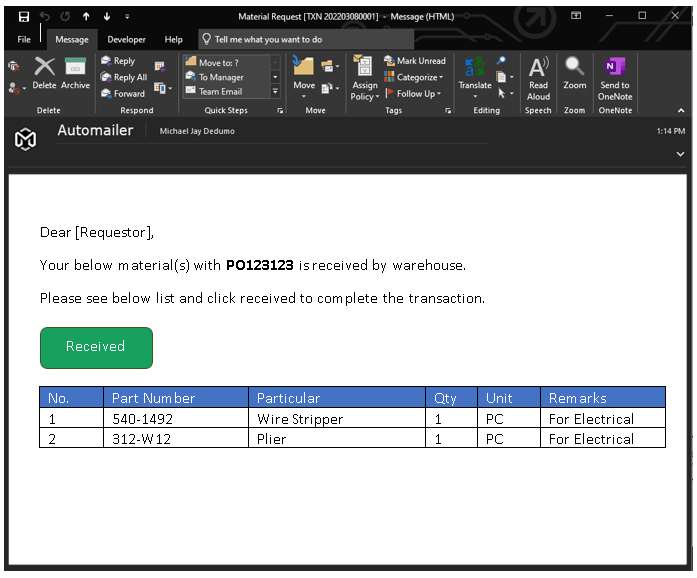 Material Request [TXN 202203080001] - Message (HTML)
File Message Developer Help Tell me what you want to do
Delete Archive
Reply
Reply All
Forward
Move to: ?
To Manager
Team Email
Move
Assign Policy
Mark Unread
Categorize
Follow Up
Translate
Read Aloud
Zoom
Send to OneNote
Delete Respond Quick Steps Move Tags Editing Speech Zoom OneNote
Automailer Michael Jay Dedumo 1:14 PM
Dear [Requestor],
Your below material(s) with PO123123 is received by warehouse.
Please see below list and click received to complete the transaction.
Received
No. Part Number Particular Qty Unit Remarks
1 540-1492 Wire Stripper 1 PC For Electrical
2 312-W12 Plier 1 PC For Electrical